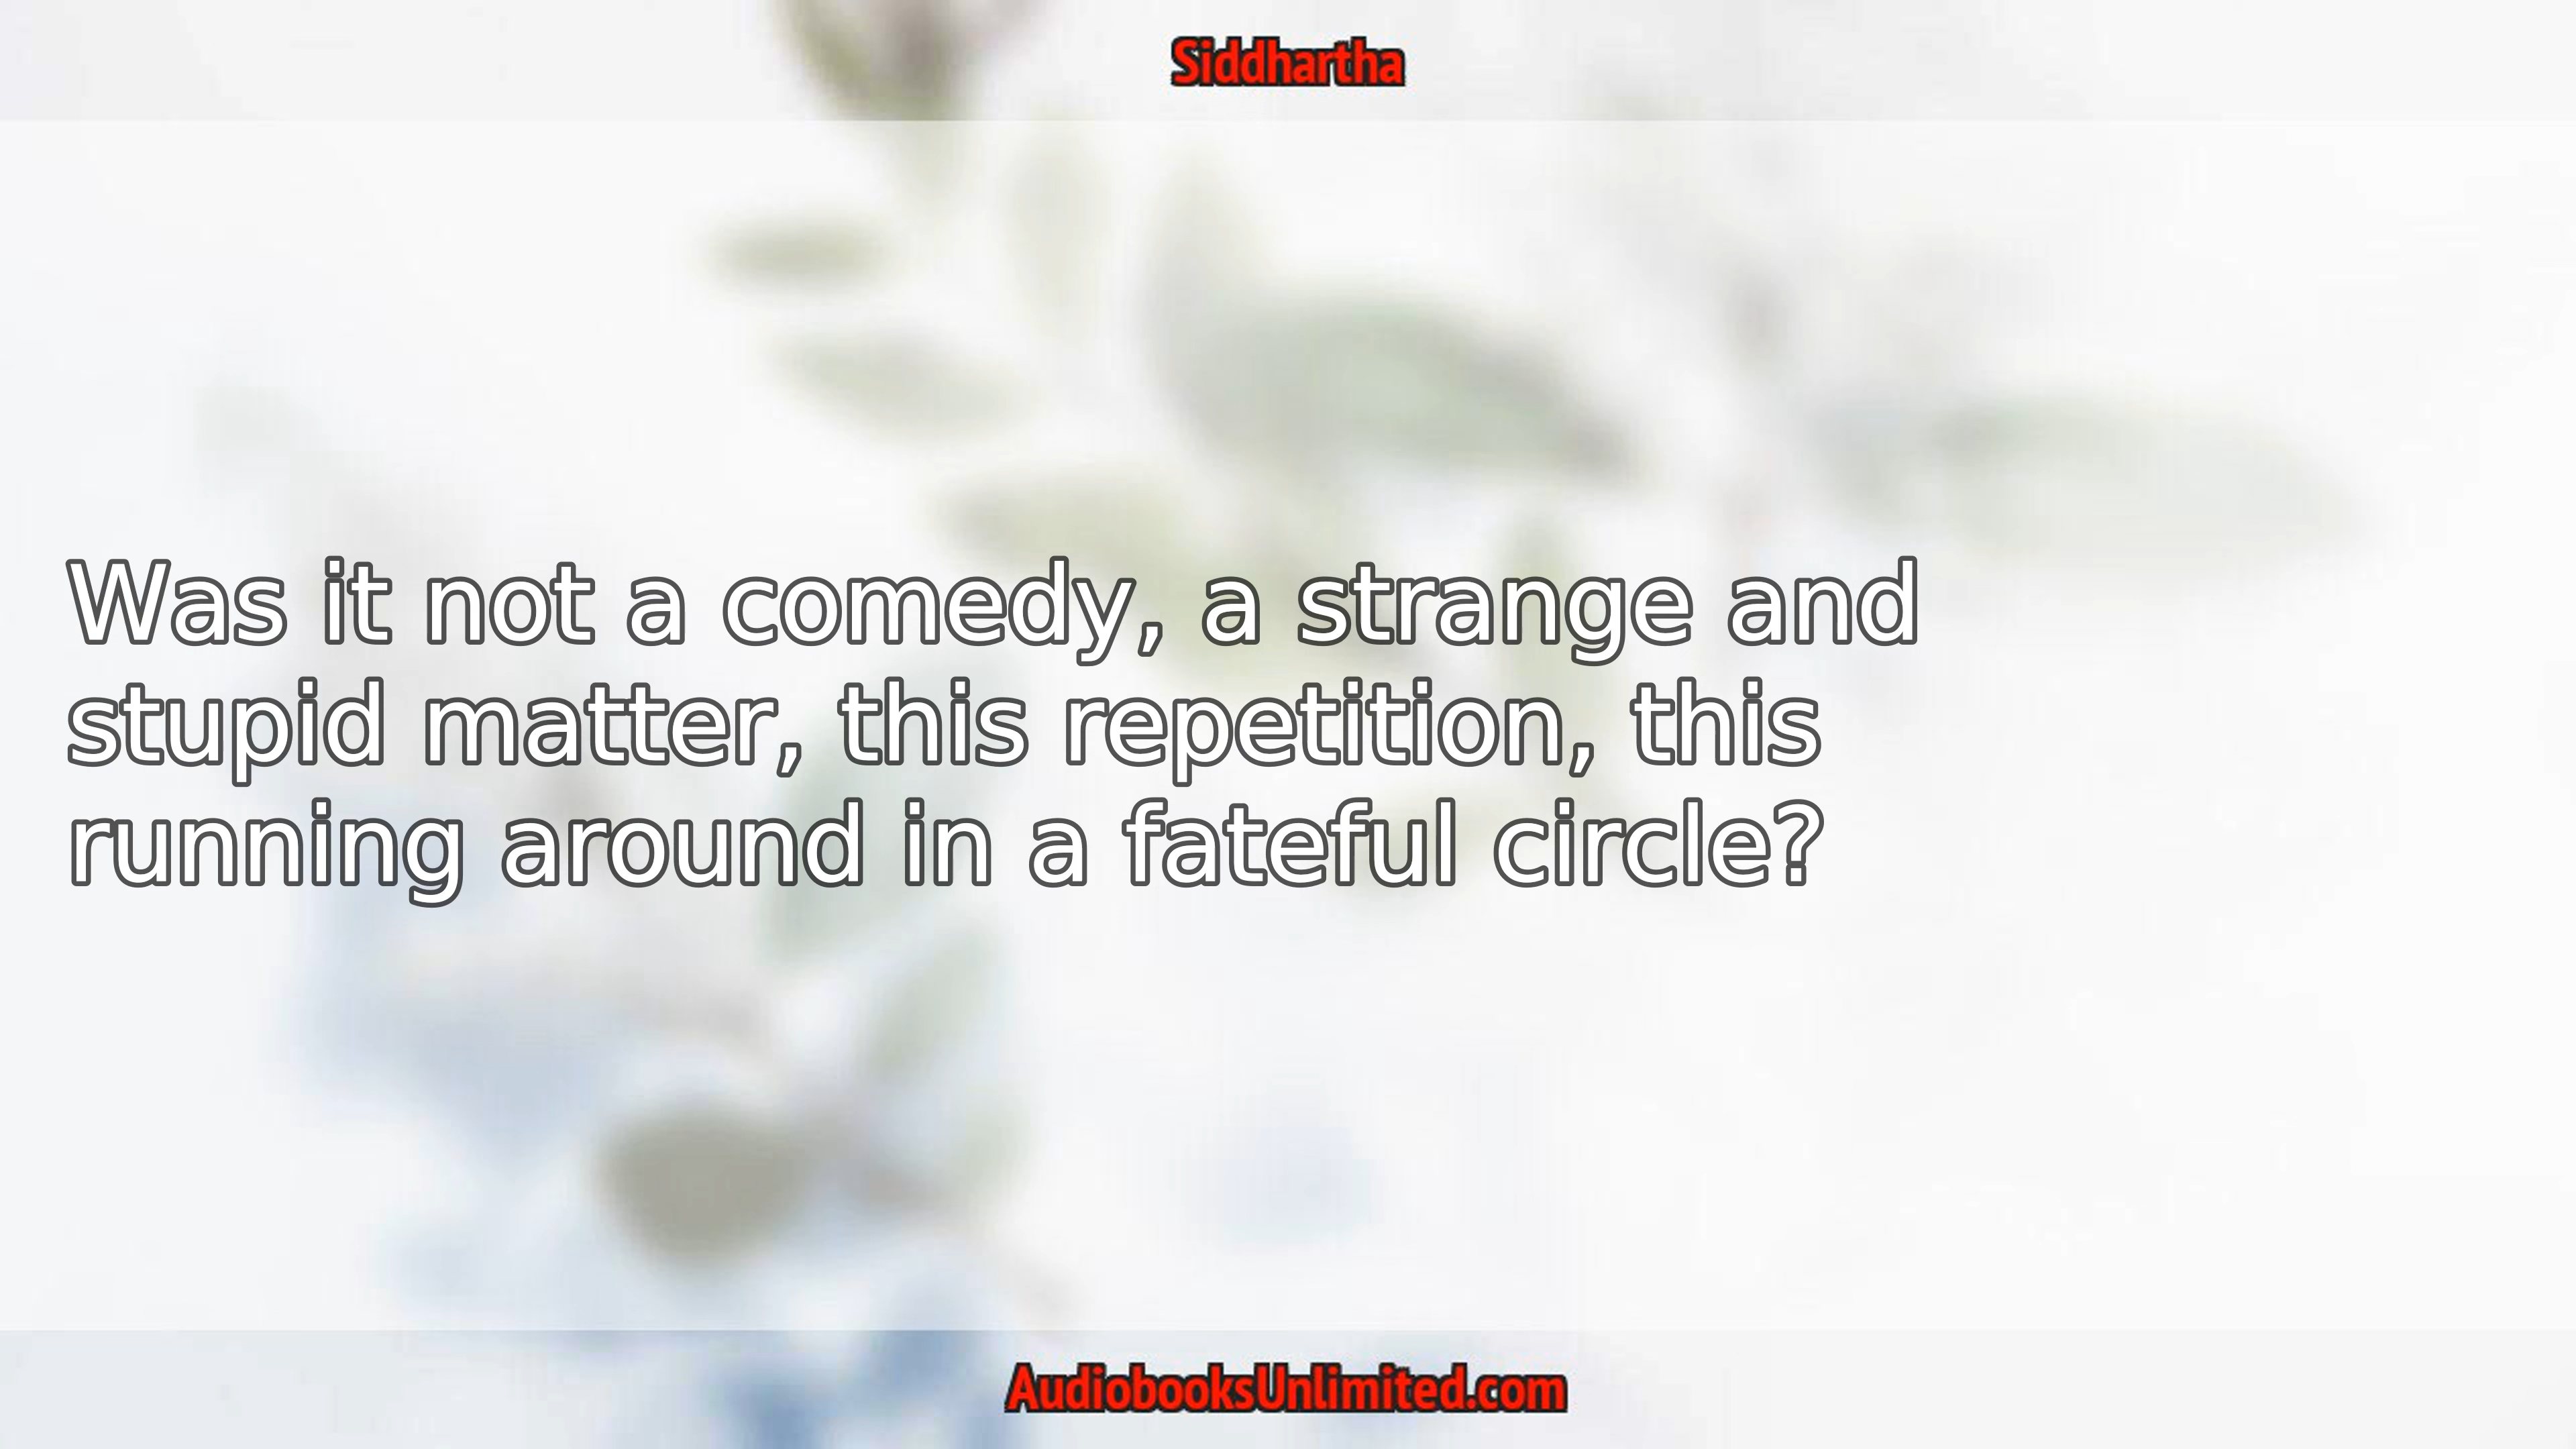 Siddhartha
Was it not a comedy, a strange and
stupid matter, this repetition, this
running around in a fateful circle?
AudiobooksUnlimited.com